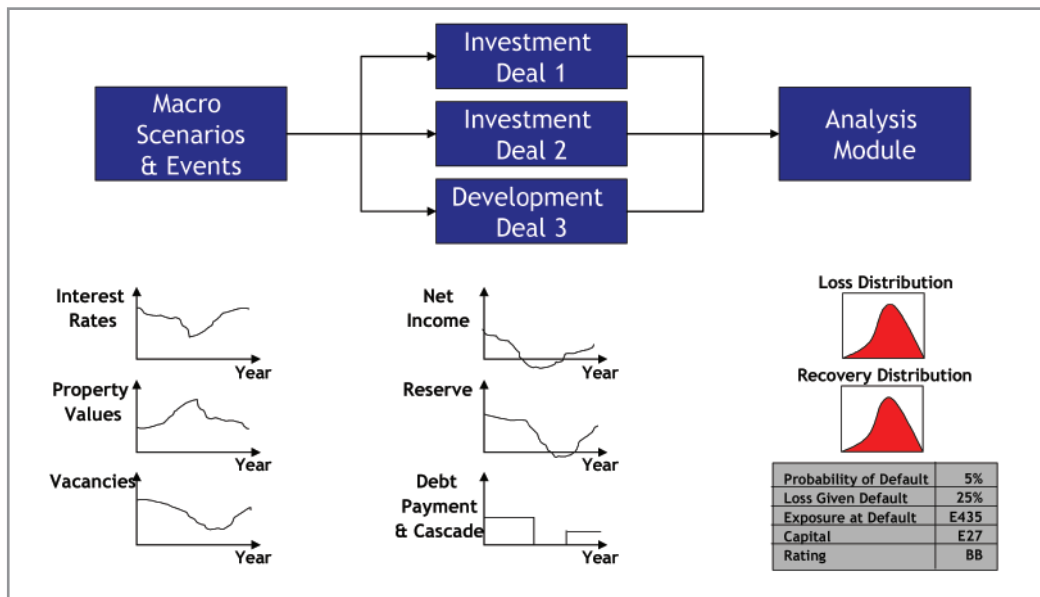 Macro
Scenarios
& Events
Investment
Deal 1
Investment
Deal 2
Development
Deal 3
Analysis
Module
Interest
Rates
Year
Property
Values
Year
Vacancies
Year
Net
Income
Year
Reserve
Year
Debt
Payment
& Cascade
Year
Loss Distribution
Recovery Distribution
Probability of Default 5%
Loss Given Default 25%
Exposure at Default E435
Capital E27
Rating BB